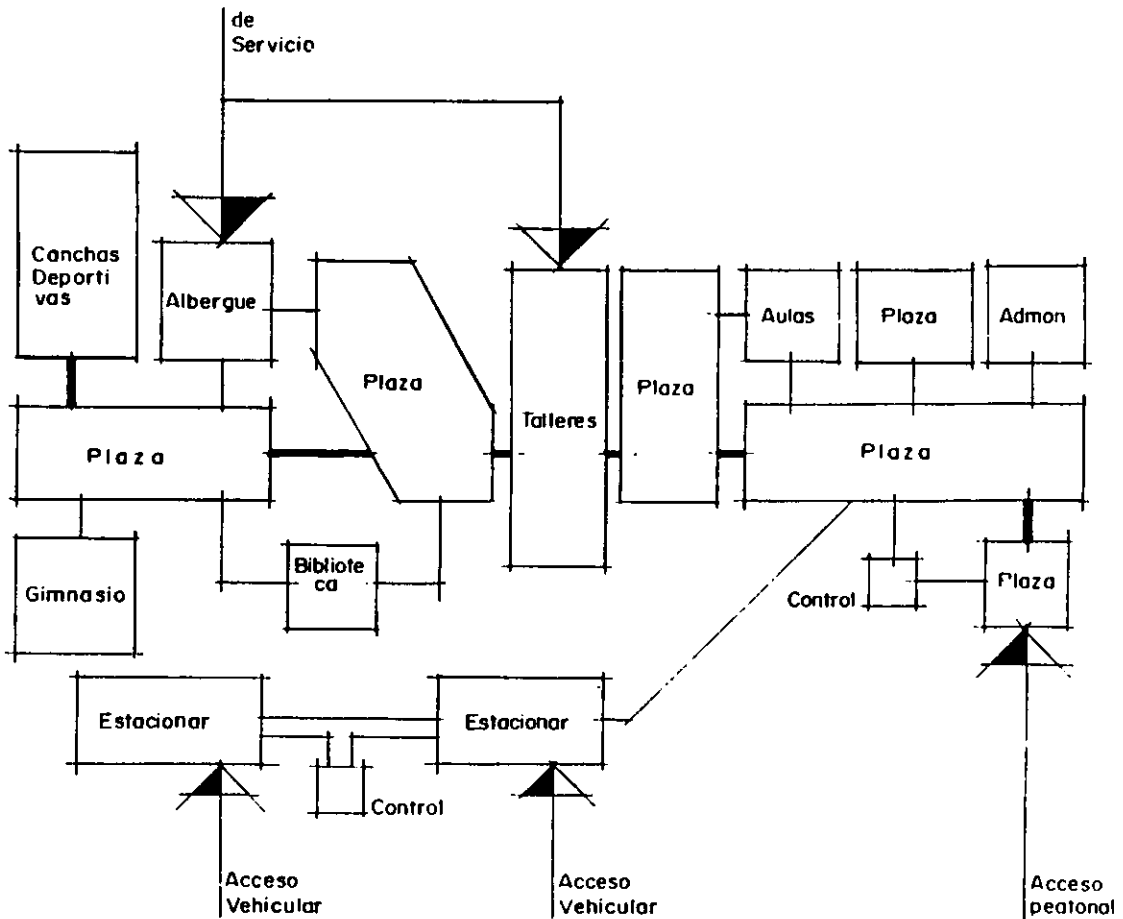 de
Servicio
Canchas
Deporti
vas
Albergue
Plaza
Talleres
Plaza
Aulas
Plaza
Admon
Plaza
Plaza
Gimnasio
Bibliote
ca
Control
Plaza
Estacionar
Estacionar
Control
Acceso
Vehicular
Acceso
Vehicular
Acceso
peatonal